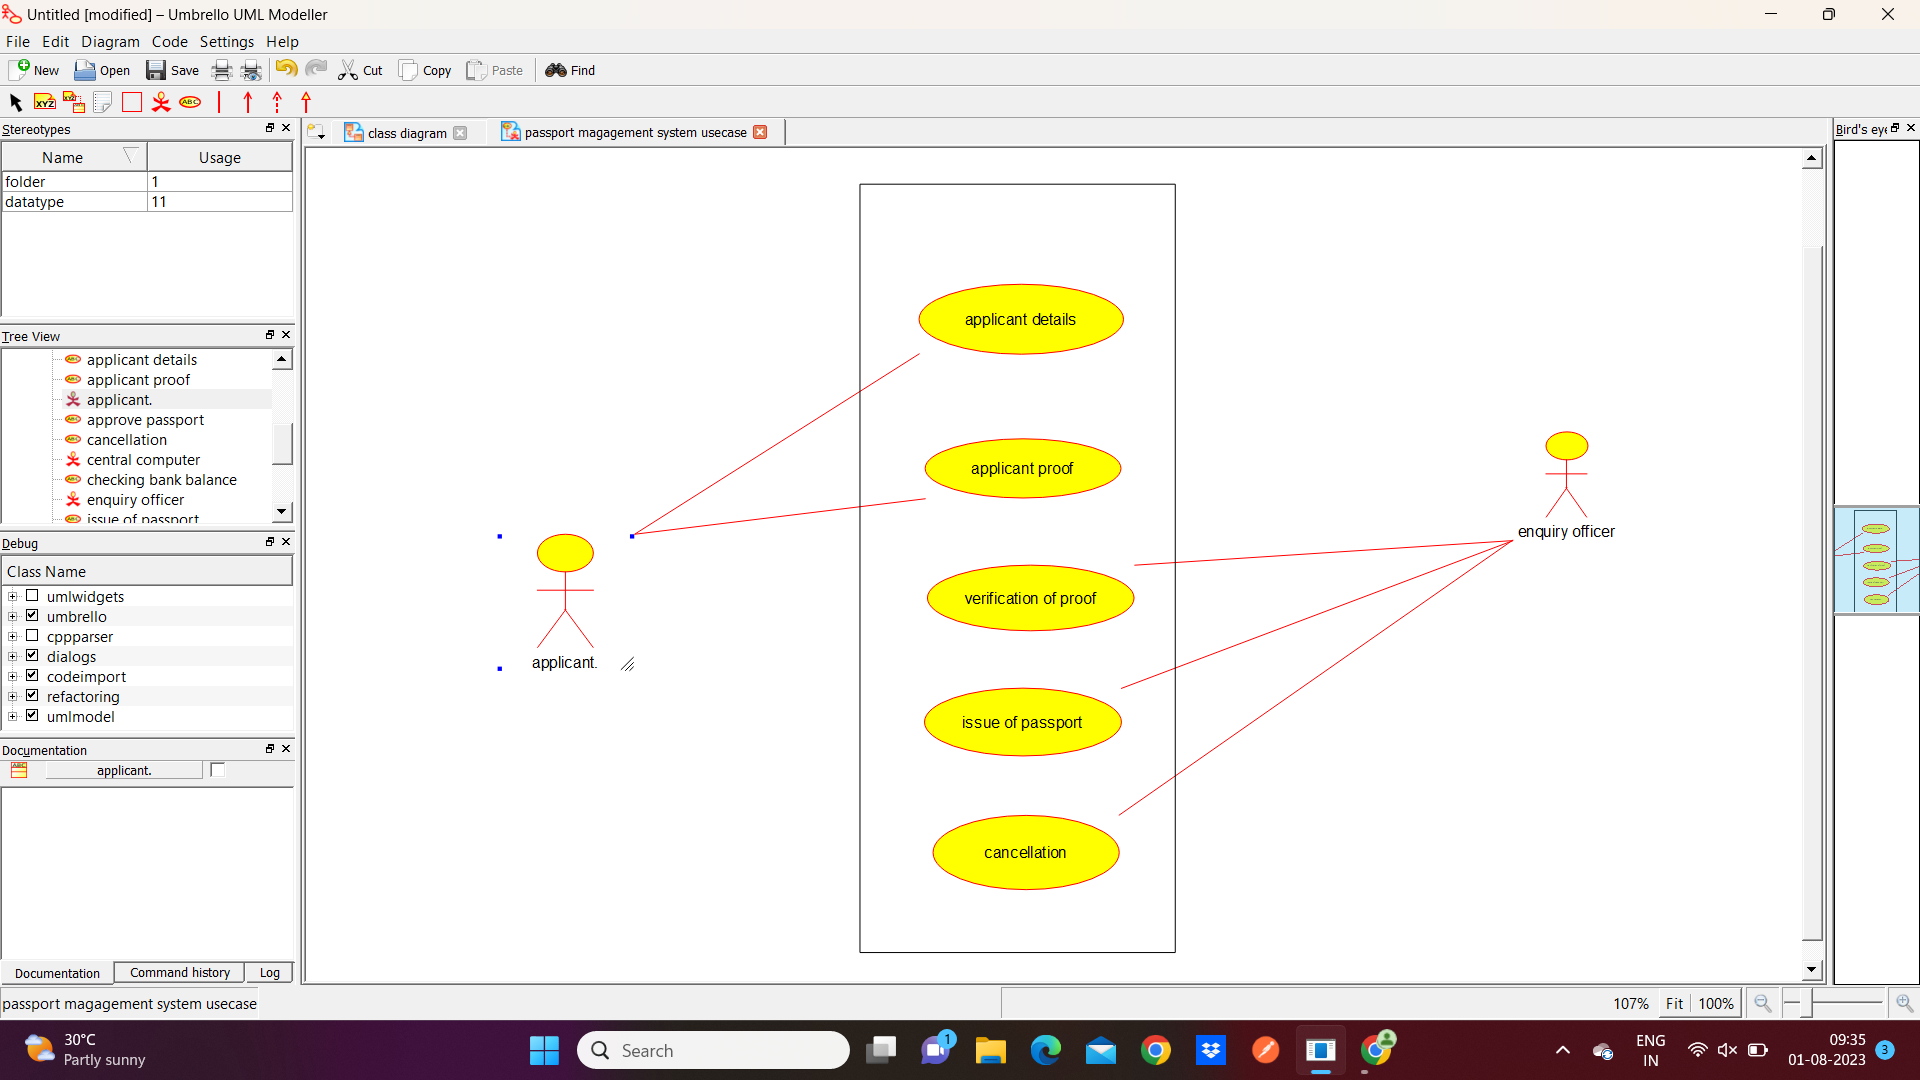 Untitled [modified] – Umbrello UML Modeller
File Edit Diagram Code Settings Help
New Open Save Cut Copy Paste Find
XYZ XYZ ABC
Stereotypes
Name Usage
folder 1
datatype 11
Tree View
applicant details
applicant proof
applicant.
approve passport
cancellation
central computer
checking bank balance
enquiry officer
issue of passport
Debug
Class Name
umlwidgets
umbrello
cppparser
dialogs
codeimport
refactoring
umlmodel
Documentation
applicant.
Documentation Command history Log
class diagram
passport magagement system usecase
applicant details
applicant proof
verification of proof
issue of passport
cancellation
applicant.
enquiry officer
Bird's eye
passport magagement system usecase
107% Fit 100%
30°C
Partly sunny
Search
1
ENG
IN
09:35
01-08-2023
3